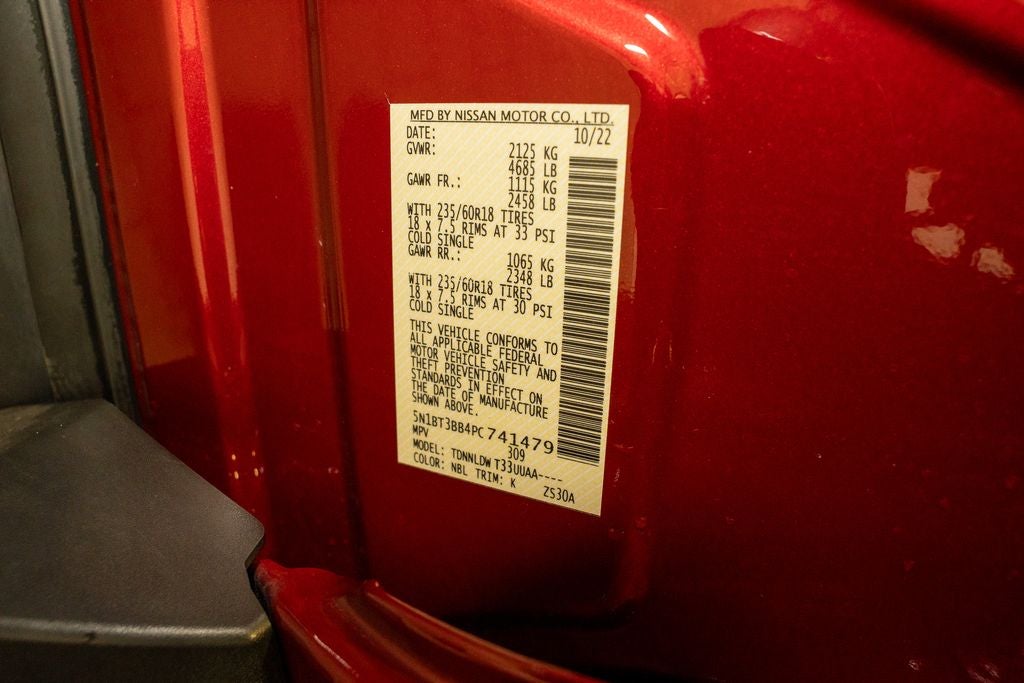 MFD BY NISSAN MOTOR CO., LTD.
DATE: 10/22
GVWR: 2125 KG
4685 LB
GAWR FR.: 1115 KG
2458 LB
WITH 235/60R18 TIRES
18 x 7.5 RIMS AT 33 PSI
COLD SINGLE
GAWR RR.: 1065 KG
2348 LB
WITH 235/60R18 TIRES
18 x 7.5 RIMS AT 30 PSI
COLD SINGLE
THIS VEHICLE CONFORMS TO
ALL APPLICABLE FEDERAL
MOTOR VEHICLE SAFETY AND
THEFT PREVENTION
STANDARDS IN EFFECT ON
THE DATE OF MANUFACTURE
SHOWN ABOVE.
5N1BT3BB4PC741479
MPV 309
MODEL: TDNNLDW T33UUAA----
COLOR: NBL TRIM: K ZS30A